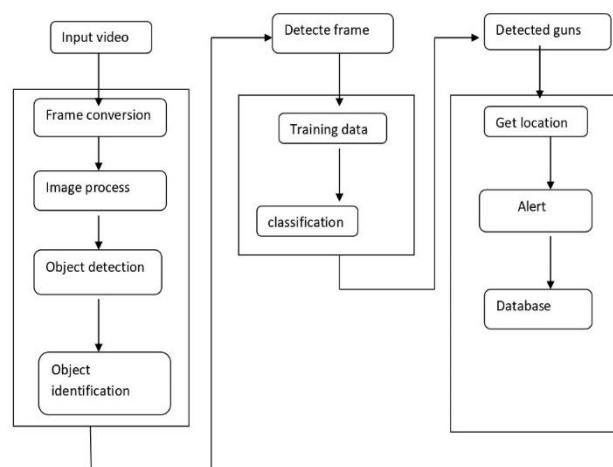 Input video
Frame conversion
Image process
Object detection
Object
identification
Detecte frame
Training data
classification
Detected guns
Get location
Alert
Database